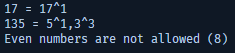 17 = 17^1
135 = 5^1,3^3
Even numbers are not allowed (8)